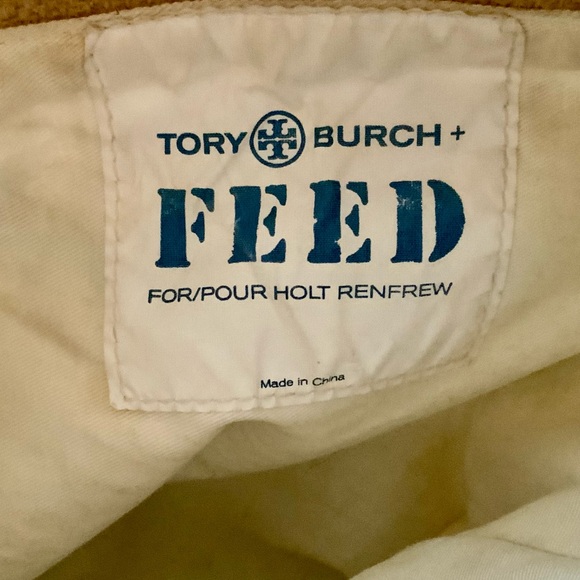 TORY BURCH +
FEED
FOR/POUR HOLT RENFREW
Made in China